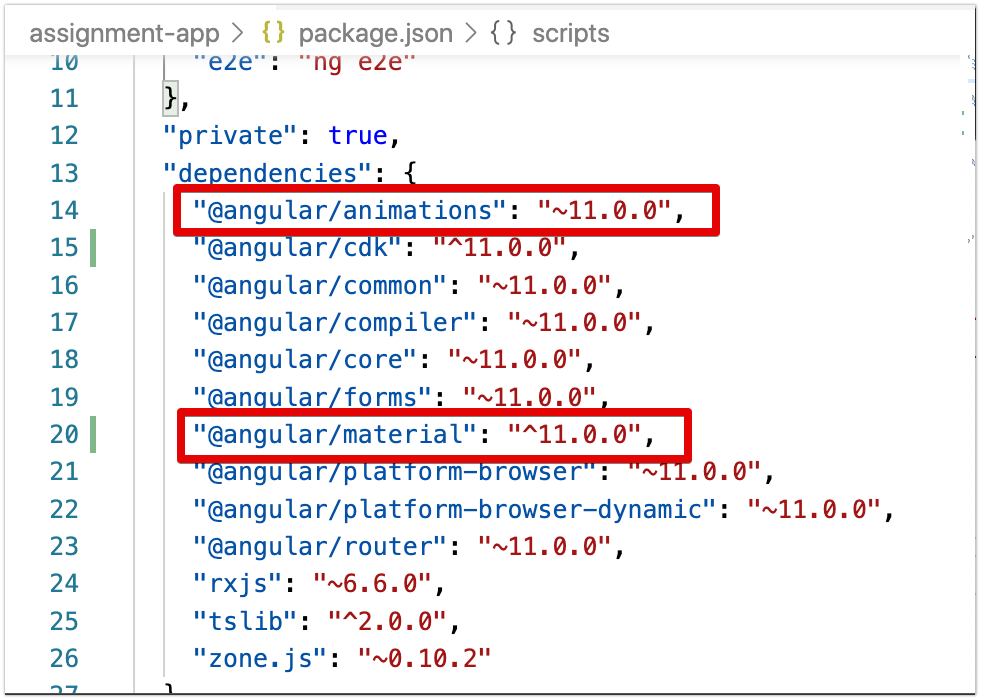 assignment-app > {} package.json > {} scripts
10 "e2e": "ng e2e"
11 },
12 "private": true,
13 "dependencies": {
14 "@angular/animations": "~11.0.0",
15 "@angular/cdk": "^11.0.0",
16 "@angular/common": "~11.0.0",
17 "@angular/compiler": "~11.0.0",
18 "@angular/core": "~11.0.0",
19 "@angular/forms": "~11.0.0",
20 "@angular/material": "^11.0.0",
21 "@angular/platform-browser": "~11.0.0",
22 "@angular/platform-browser-dynamic": "~11.0.0",
23 "@angular/router": "~11.0.0",
24 "rxjs": "~6.6.0",
25 "tslib": "^2.0.0",
26 "zone.js": "~0.10.2"
27 }